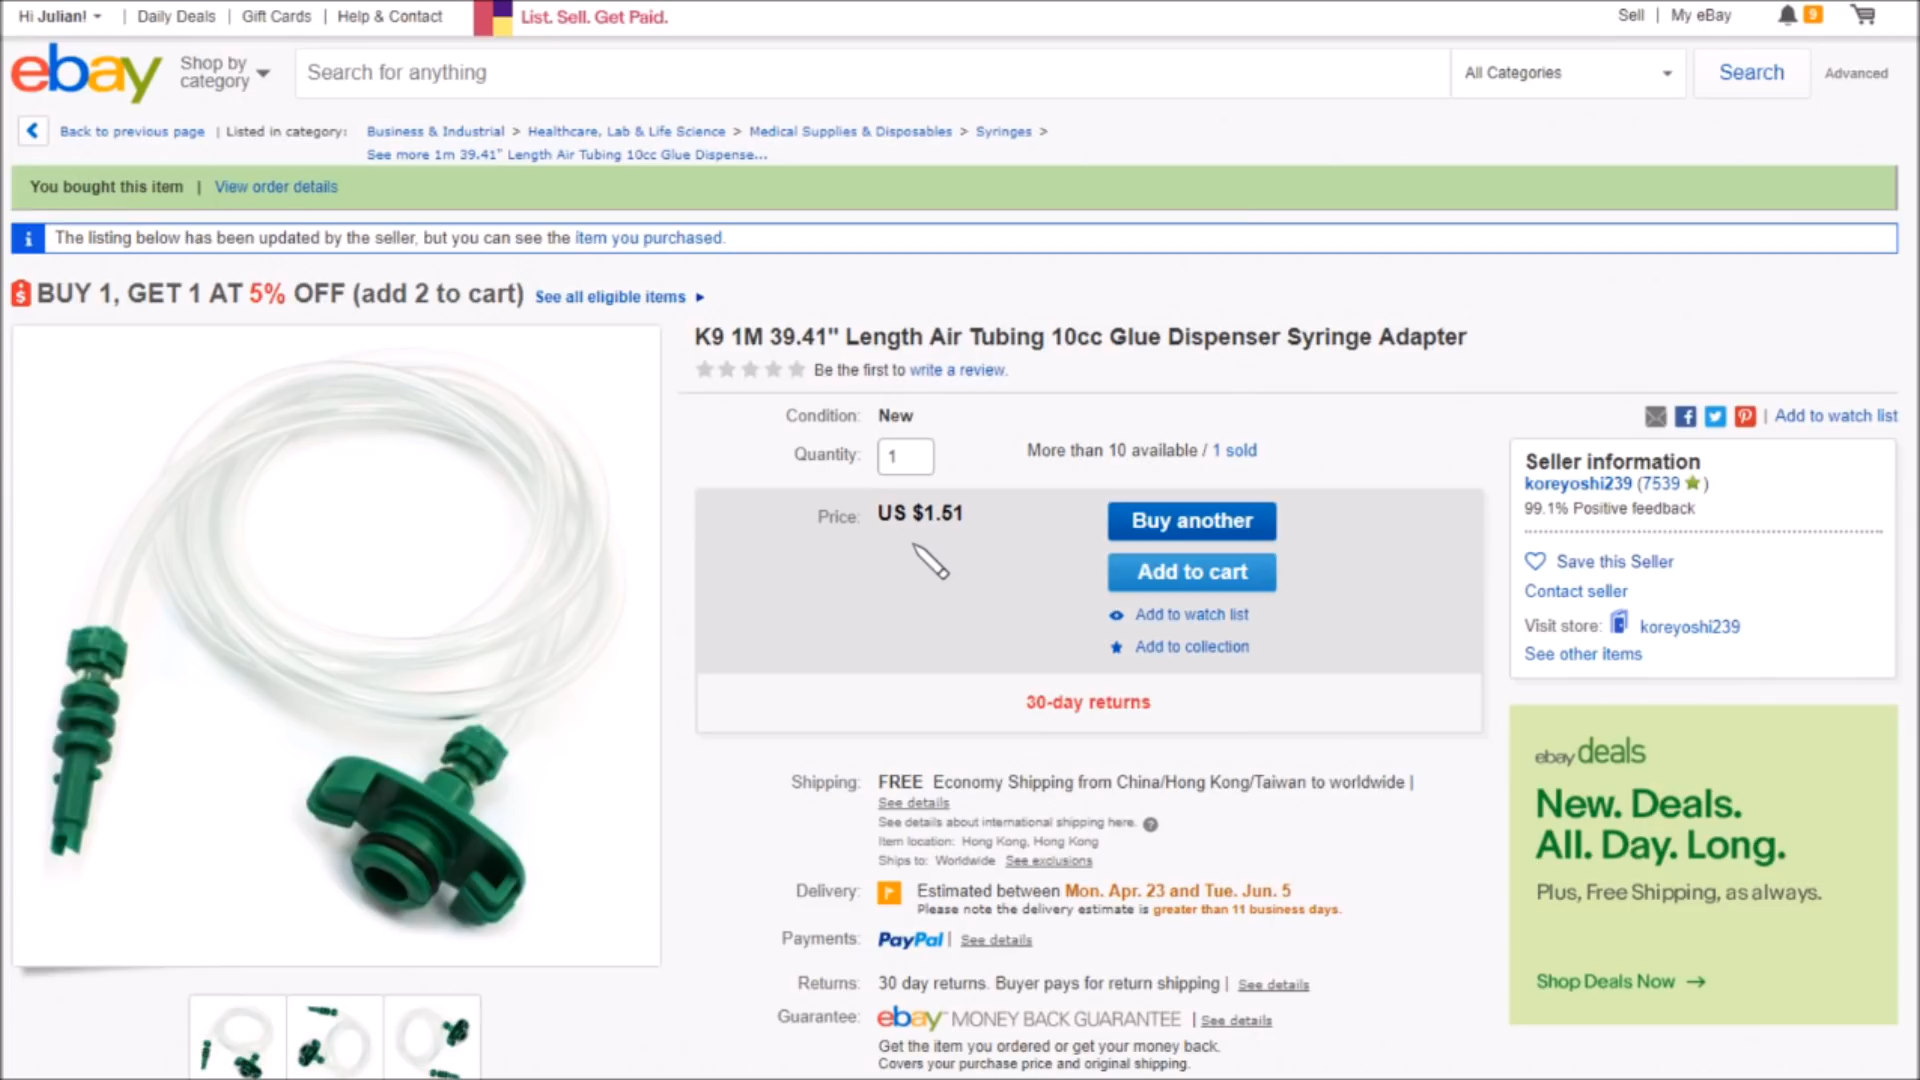 Hi Julian! | Daily Deals | Gift Cards | Help & Contact List. Sell. Get Paid. Sell | My eBay 9
ebay Shop by category Search for anything All Categories Search Advanced
Back to previous page | Listed in category: Business & Industrial > Healthcare, Lab & Life Science > Medical Supplies & Disposables > Syringes >
See more 1m 39.41" Length Air Tubing 10cc Glue Dispense...
You bought this item | View order details
i The listing below has been updated by the seller, but you can see the item you purchased.
$ BUY 1, GET 1 AT 5% OFF (add 2 to cart) See all eligible items
K9 1M 39.41" Length Air Tubing 10cc Glue Dispenser Syringe Adapter
Be the first to write a review.
Condition: New
Quantity: 1 More than 10 available / 1 sold
Price: US $1.51
Buy another
Add to cart
Add to watch list
Add to collection
30-day returns
Shipping: FREE Economy Shipping from China/Hong Kong/Taiwan to worldwide |
See details
See details about international shipping here. ?
Item location: Hong Kong, Hong Kong
Ships to: Worldwide See exclusions
Delivery: Estimated between Mon. Apr. 23 and Tue. Jun. 5
Please note the delivery estimate is greater than 11 business days.
Payments: PayPal | See details
Returns: 30 day returns. Buyer pays for return shipping | See details
Guarantee: ebay MONEY BACK GUARANTEE | See details
Get the item you ordered or get your money back.
Covers your purchase price and original shipping.
| Add to watch list
Seller information
koreyoshi239 (7539 )
99.1% Positive feedback
Save this Seller
Contact seller
Visit store: koreyoshi239
See other items
ebay deals
New. Deals.
All. Day. Long.
Plus, Free Shipping, as always.
Shop Deals Now →